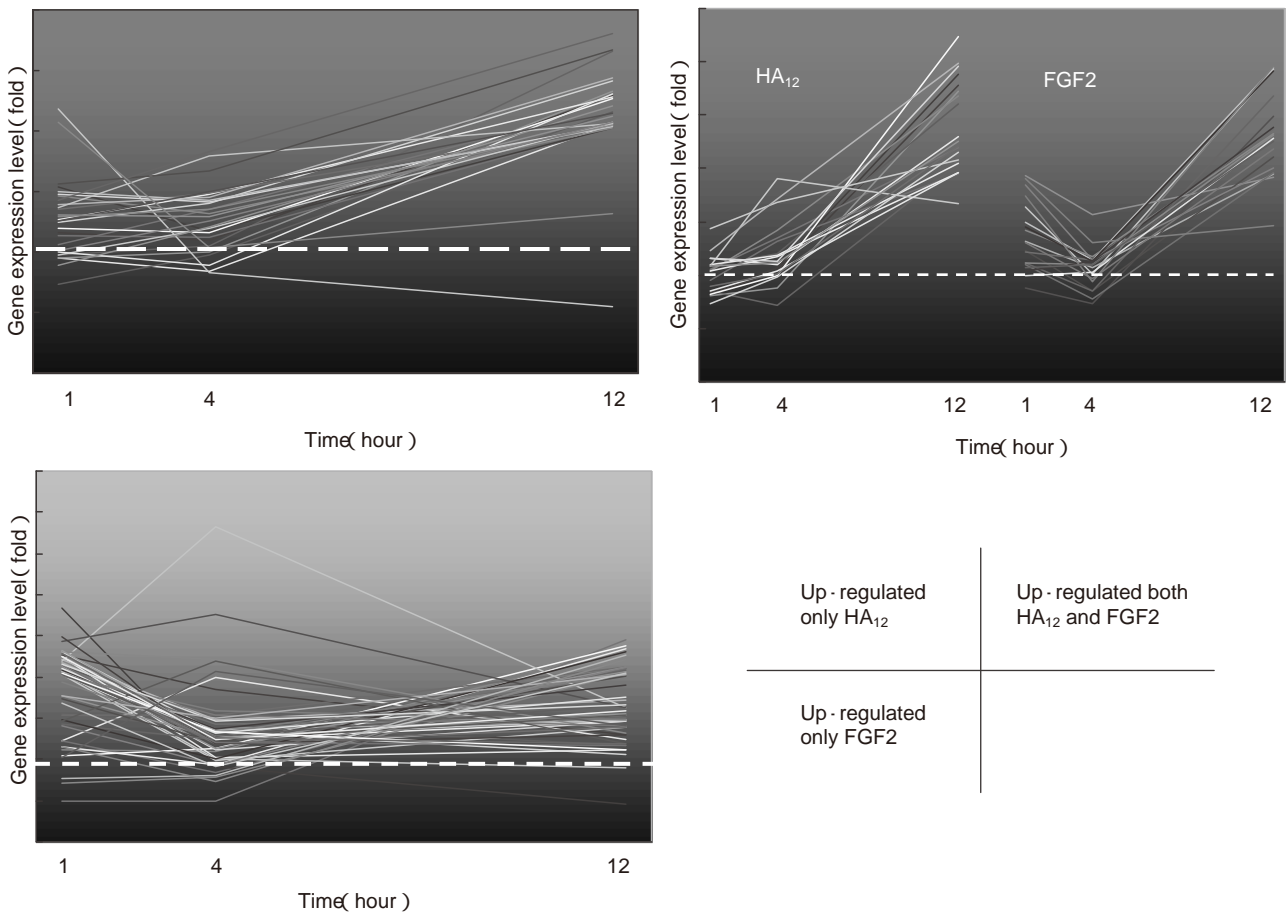 Gene expression level( fold )
1 4 12
Time( hour )
Gene expression level( fold )
HA12 FGF2
1 4 12 1 4 12
Time( hour )
Gene expression level( fold )
1 4 12
Time( hour )
Up - regulated
only HA12
Up - regulated both
HA12 and FGF2
Up - regulated
only FGF2